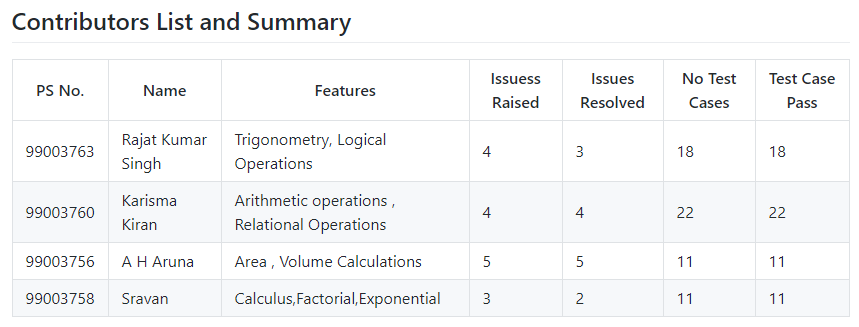 Contributors List and Summary
PS No. Name Features Issuess Raised Issues Resolved No Test Cases Test Case Pass
99003763 Rajat Kumar Singh Trigonometry, Logical Operations 4 3 18 18
99003760 Karisma Kiran Arithmetic operations , Relational Operations 4 4 22 22
99003756 A H Aruna Area , Volume Calculations 5 5 11 11
99003758 Sravan Calculus,Factorial,Exponential 3 2 11 11